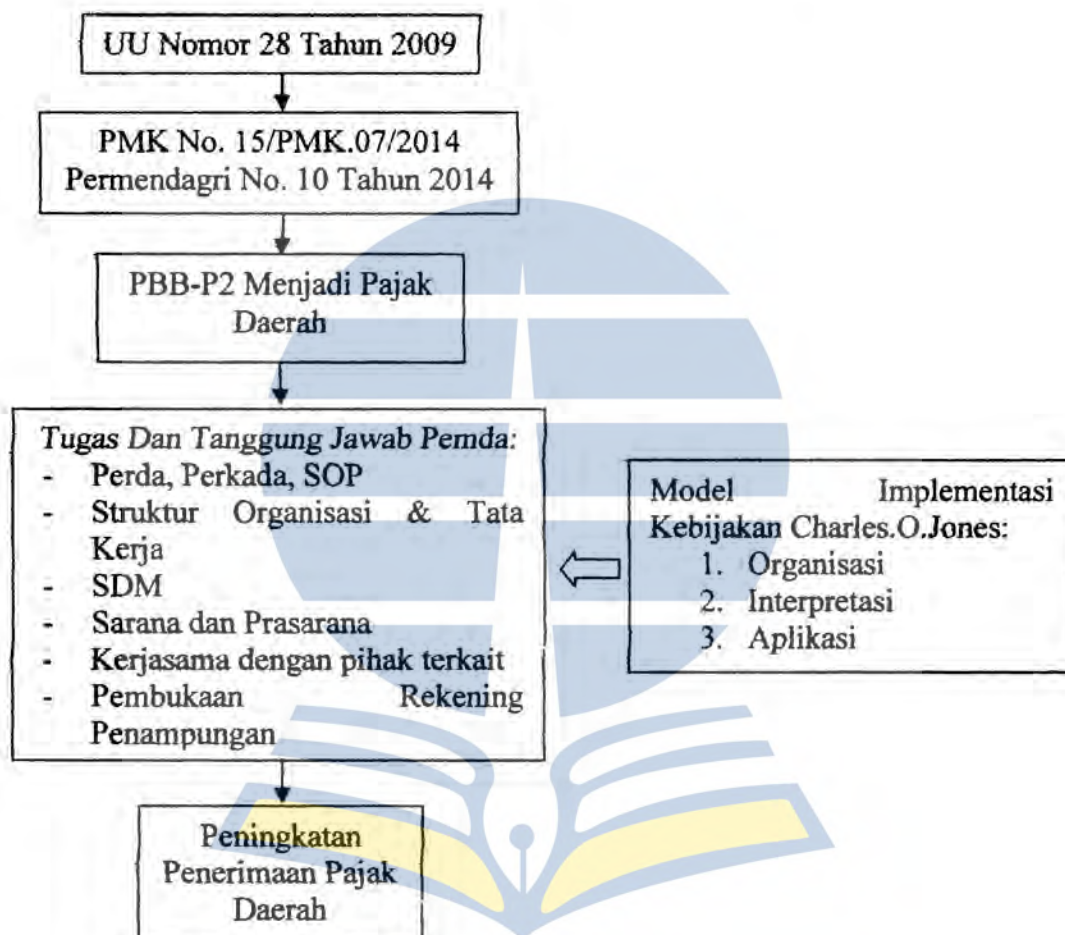 UU Nomor 28 Tahun 2009
PMK No. 15/PMK.07/2014
Permendagri No. 10 Tahun 2014
PBB-P2 Menjadi Pajak
Daerah
Tugas Dan Tanggung Jawab Pemda:
- Perda, Perkada, SOP
- Struktur Organisasi & Tata
Kerja
- SDM
- Sarana dan Prasarana
- Kerjasama dengan pihak terkait
- Pembukaan Rekening
Penampungan
Model Implementasi
Kebijakan Charles.O.Jones:
1. Organisasi
2. Interpretasi
3. Aplikasi
Peningkatan
Penerimaan Pajak
Daerah